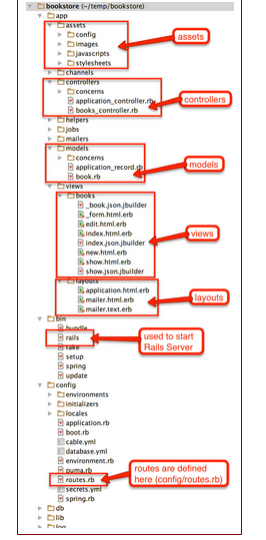 bookstore (~/temp/bookstore)
app
assets
config
images
javascripts
stylesheets
assets
channels
controllers
concerns
application_controller.rb
books_controller.rb
controllers
helpers
jobs
mailers
models
concerns
application_record.rb
book.rb
models
views
books
_book.json.jbuilder
_form.html.erb
edit.html.erb
index.html.erb
index.json.jbuilder
new.html.erb
show.html.erb
show.json.jbuilder
views
layouts
application.html.erb
mailer.html.erb
mailer.text.erb
layouts
bin
bundle
rails
rake
setup
spring
update
used to start
Rails Server
config
environments
initializers
locales
application.rb
boot.rb
cable.yml
database.yml
environment.rb
puma.rb
routes.rb
secrets.yml
spring.rb
routes are defined
here (config/routes.rb)
db
lib
log